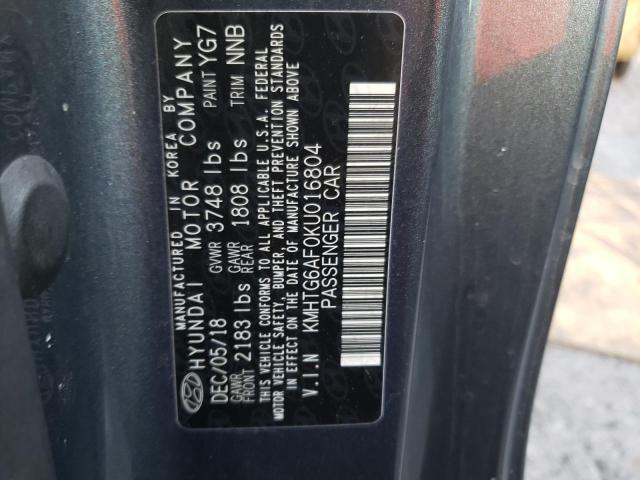 MANUFACTURED IN KOREA BY
HYUNDAI MOTOR COMPANY
DEC/05/18 GVWR 3748 lbs PAINT YG7
GAWR FRONT 2183 lbs GAWR REAR 1808 lbs TRIM NNB
THIS VEHICLE CONFORMS TO ALL APPLICABLE U.S.A. FEDERAL
MOTOR VEHICLE SAFETY, BUMPER, AND THEFT PREVENTION STANDARDS
IN EFFECT ON THE DATE OF MANUFACTURE SHOWN ABOVE
V.I.N KMHTG6AF0KU016804
PASSENGER CAR